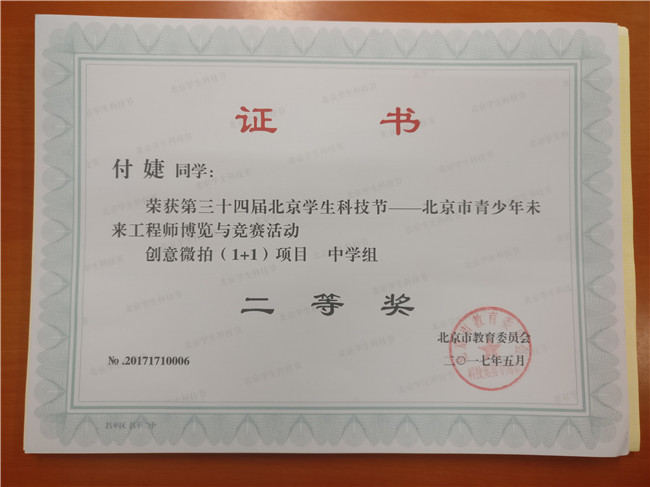 证 书
付 婕 同学：
荣获第三十四届北京学生科技节——北京市青少年未
来工程师博览与竞赛活动
创意微拍（1+1）项目 中学组
二 等 奖
北京市教育委员会
二〇一七年五月
№.20171710006